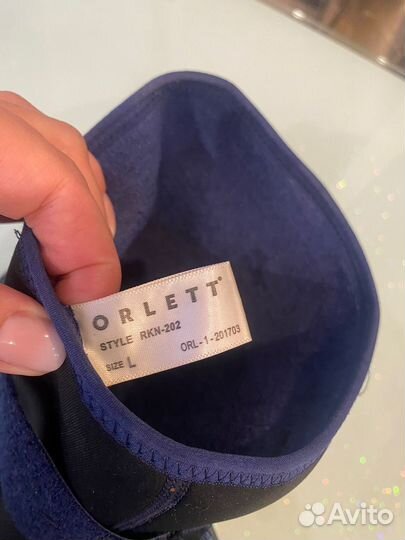 ORLETT
STYLE RKN-202
SIZE L ORL-1-201703
Avito